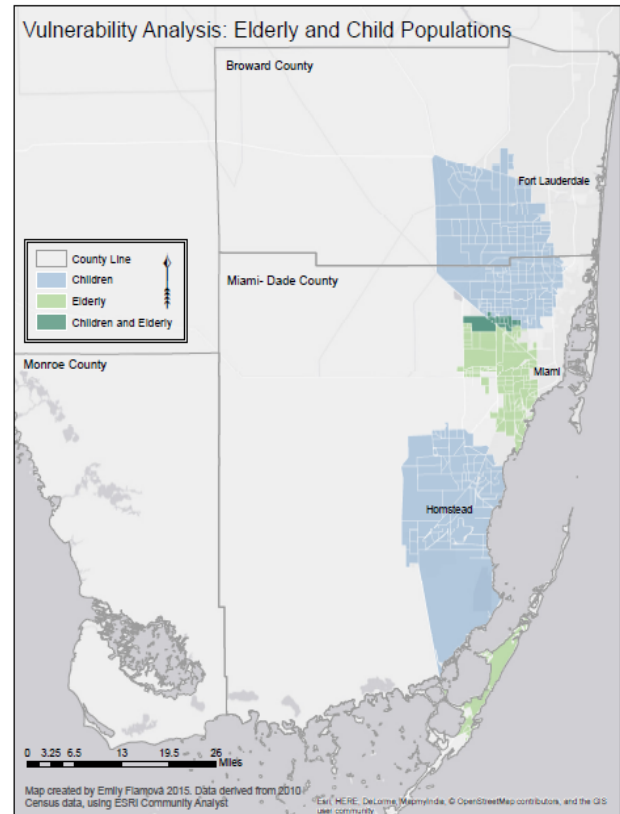 Vulnerability Analysis: Elderly and Child Populations
Broward County
Fort Lauderdale
County Line
Children
Elderly
Children and Elderly
Miami- Dade County
Monroe County
Miami
Homstead
0 3.25 6.5 13 19.5 26
Miles
Map created by Emily Fiamová 2015. Data derived from 2010
Census data, using ESRI Community Analyst
Esri, HERE, DeLorme, MapmyIndia, © OpenStreetMap contributors, and the GIS
user community